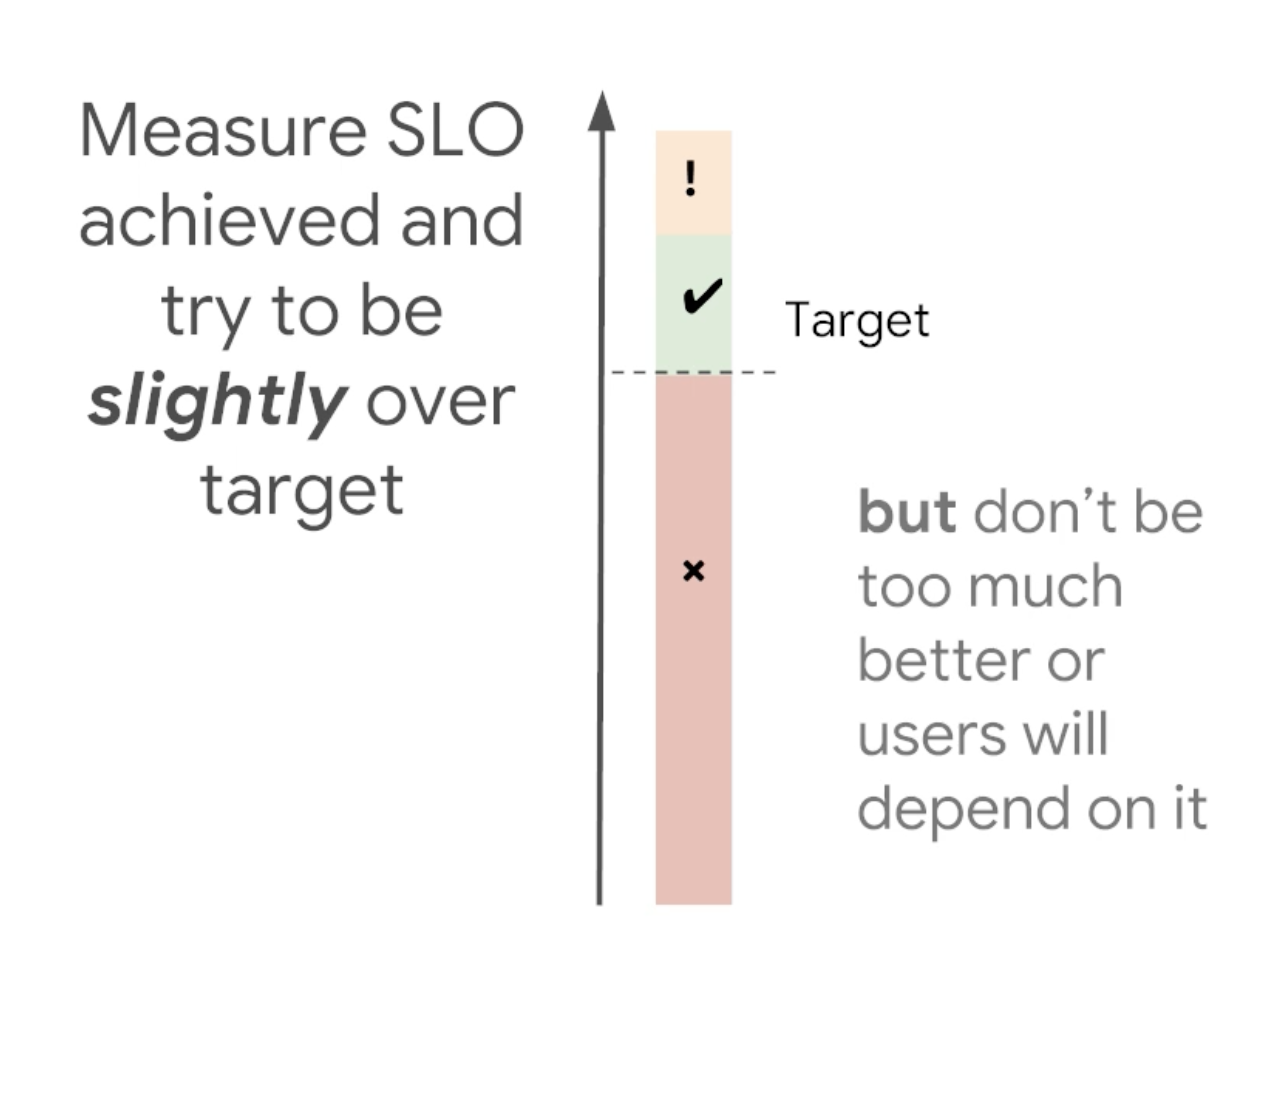 Measure SLO
achieved and
try to be
slightly over
target
!
✔
Target
×
but don’t be
too much
better or
users will
depend on it